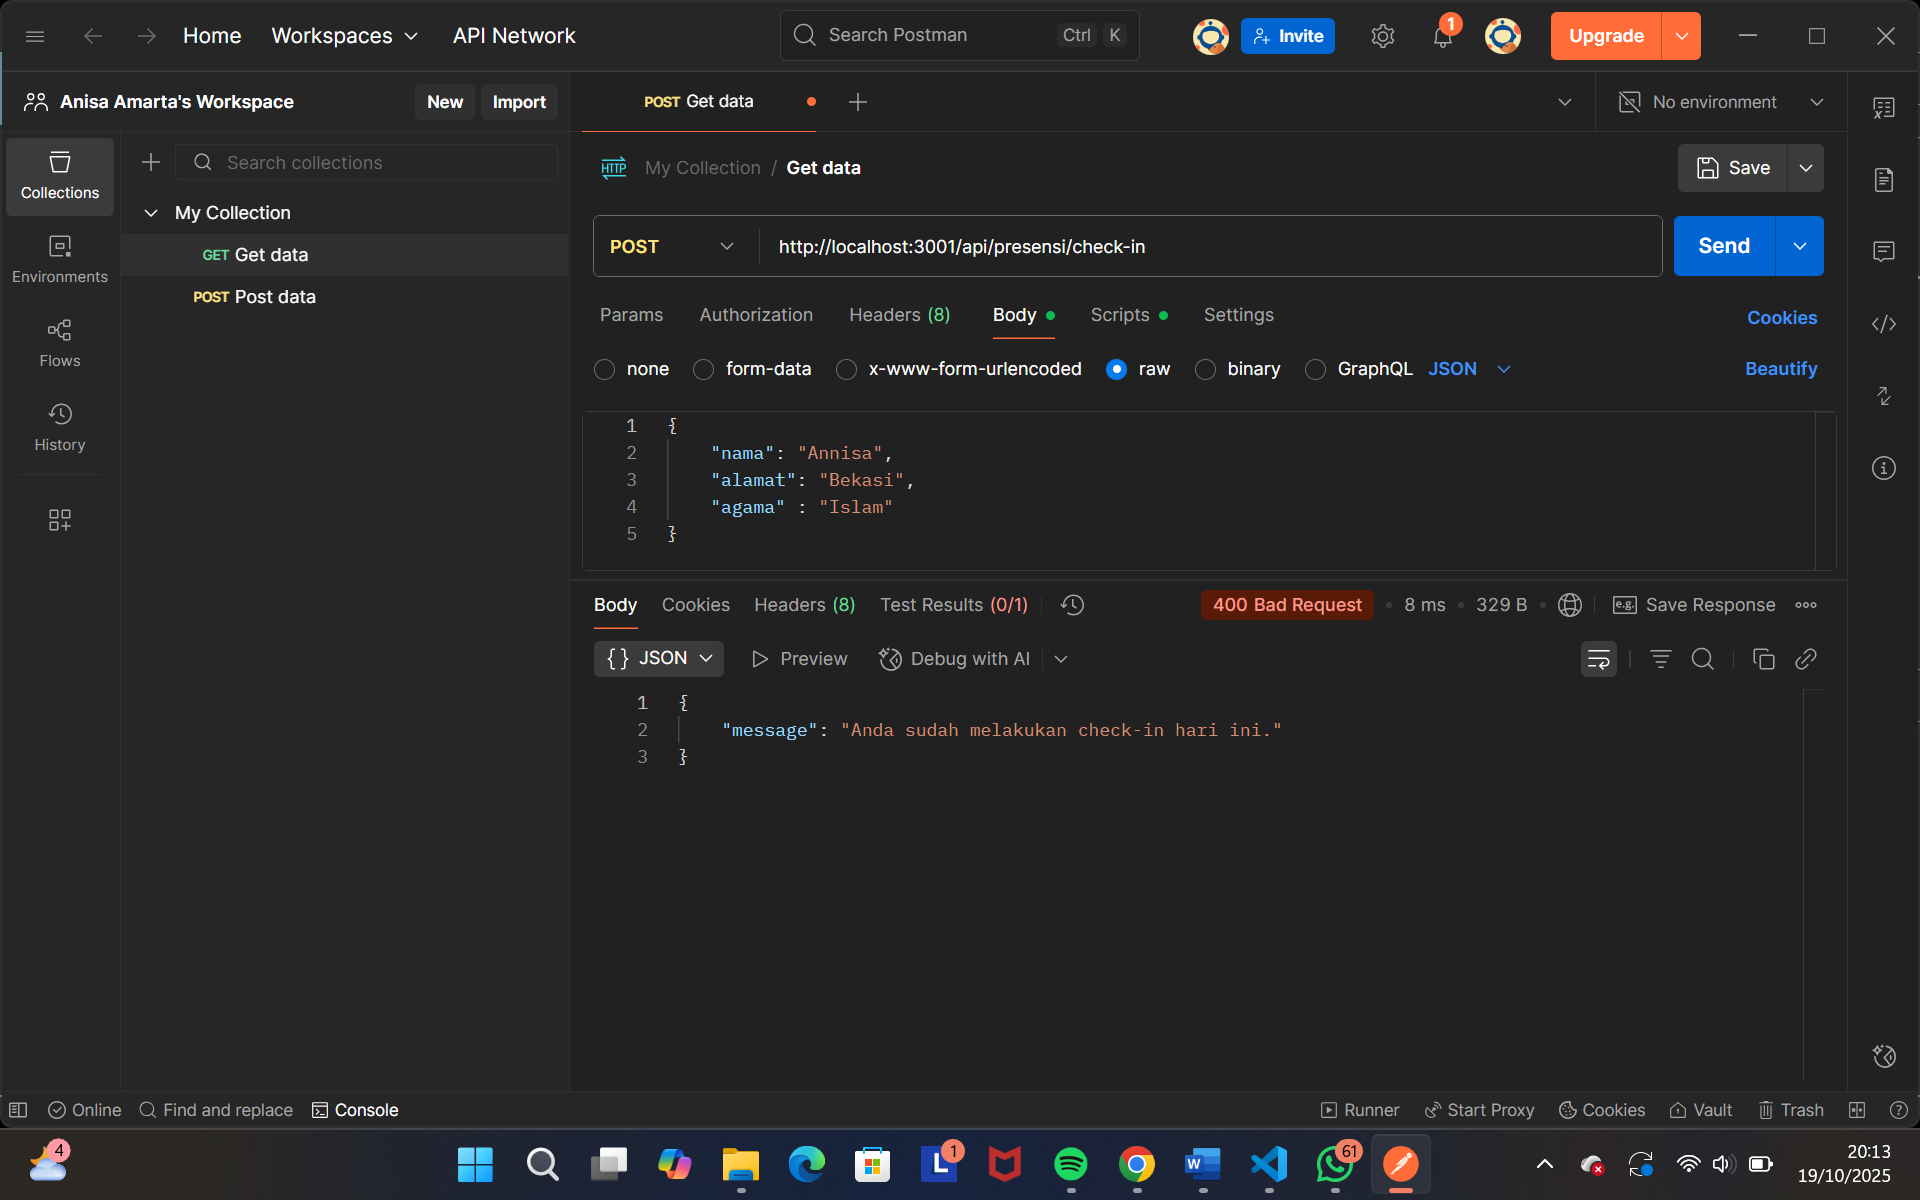 Home Workspaces API Network Search Postman Ctrl K Invite 1 Upgrade
Anisa Amarta's Workspace New Import POST Get data No environment
Collections
Environments
Flows
History
Search collections
My Collection
GET Get data
POST Post data
HTTP My Collection / Get data Save
POST http://localhost:3001/api/presensi/check-in Send
Params Authorization Headers (8) Body Scripts Settings Cookies
none form-data x-www-form-urlencoded raw binary GraphQL JSON Beautify
1 {
2 "nama": "Annisa",
3 "alamat": "Bekasi",
4 "agama" : "Islam"
5 }
Body Cookies Headers (8) Test Results (0/1) 400 Bad Request • 8 ms • 329 B • e.g. Save Response
{} JSON Preview Debug with AI
1 {
2 "message": "Anda sudah melakukan check-in hari ini."
3 }
Online Find and replace Console Runner Start Proxy Cookies Vault Trash
4 L 1 W 61 20:13
19/10/2025